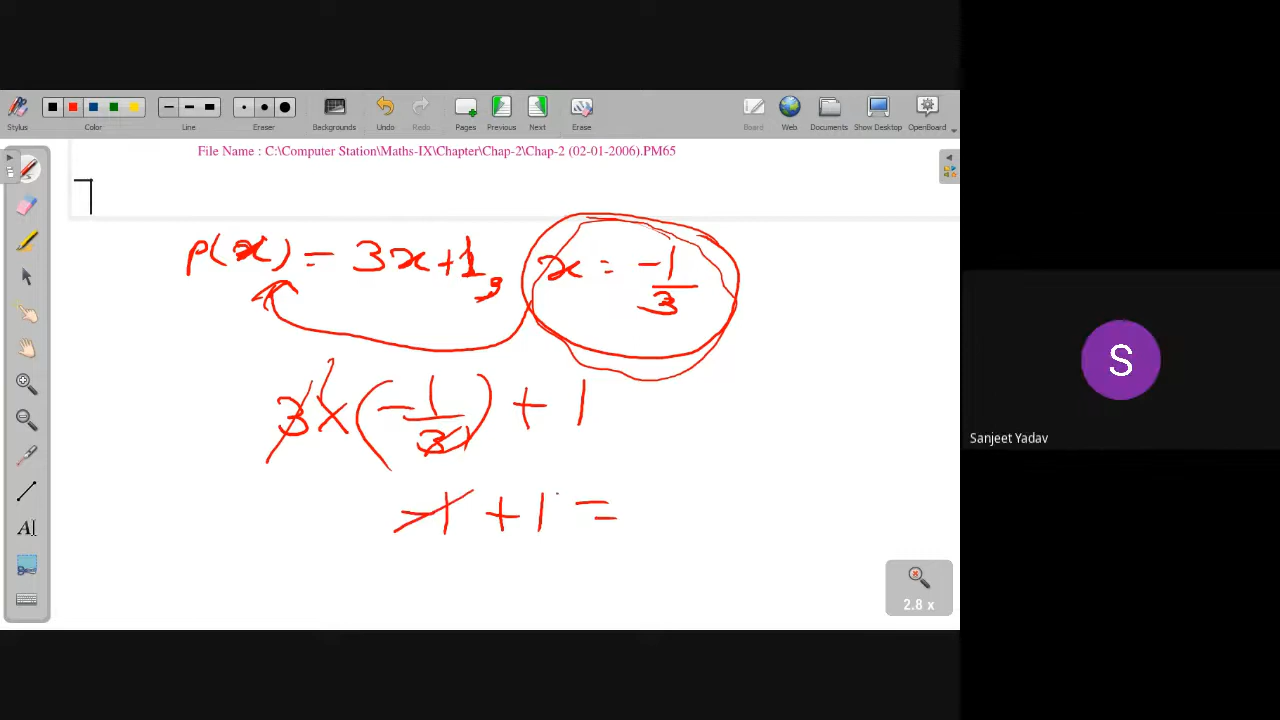 Stylus Color Line Eraser Backgrounds Undo Redo Pages Previous Next Erase Board Web Documents Show Desktop OpenBoard
File Name : C:\Computer Station\Maths-IX\Chapter\Chap-2\Chap-2 (02-01-2006).PM65
p(x) = 3x+1, x = -1/3
3 × (-1/3) + 1
-1 + 1 =
S
Sanjeet Yadav
2.8 x